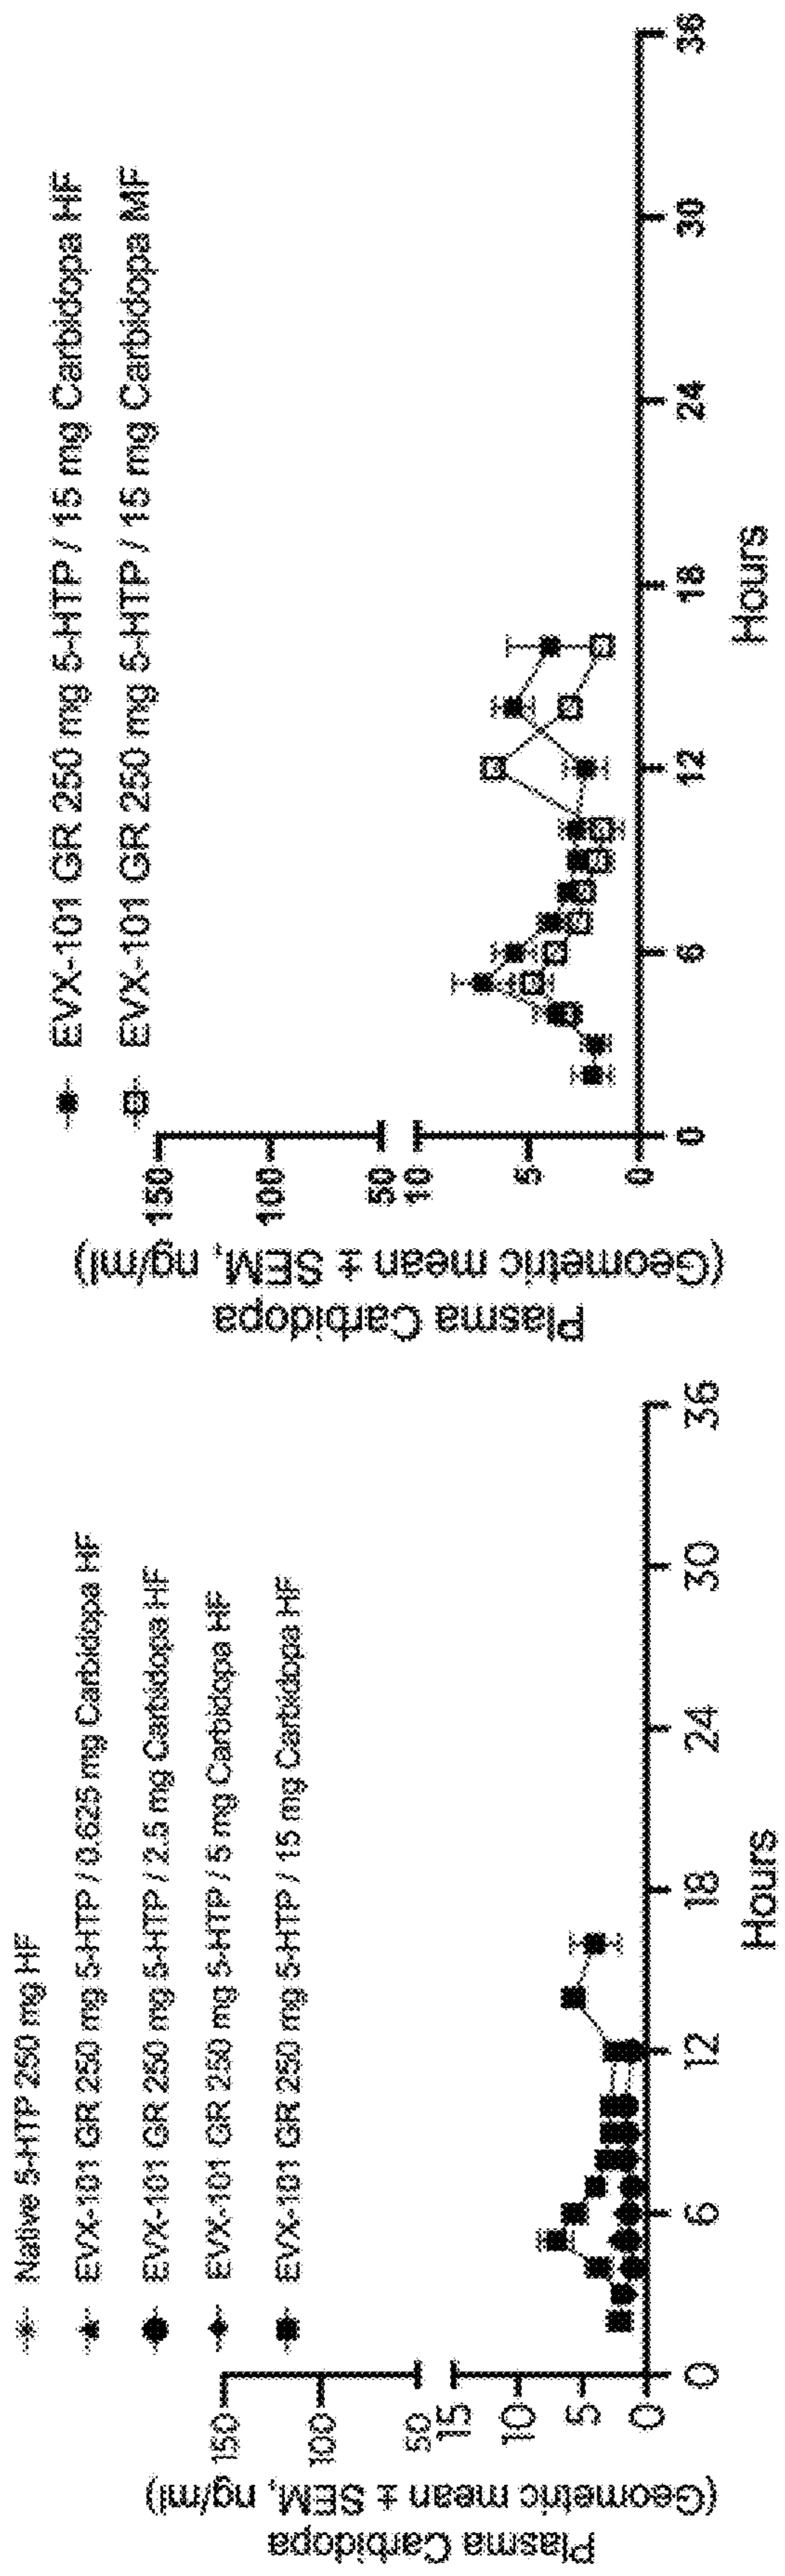 Native 5-HTP 250 mg HF
EVX-101 GR 250 mg 5-HTP / 0.625 mg Carbidopa HF
EVX-101 GR 250 mg 5-HTP / 2.5 mg Carbidopa HF
EVX-101 GR 250 mg 5-HTP / 5 mg Carbidopa HF
EVX-101 GR 250 mg 5-HTP / 15 mg Carbidopa HF
Plasma Carbidopa
(Geometric mean ± SEM, ng/ml)
150
100
50
15
10
5
0
0 6 12 18 24 30 36
Hours
EVX-101 GR 250 mg 5-HTP / 15 mg Carbidopa HF
EVX-101 GR 250 mg 5-HTP / 15 mg Carbidopa MF
Plasma Carbidopa
(Geometric mean ± SEM, ng/ml)
150
100
50
10
5
0
0 6 12 18 24 30 36
Hours